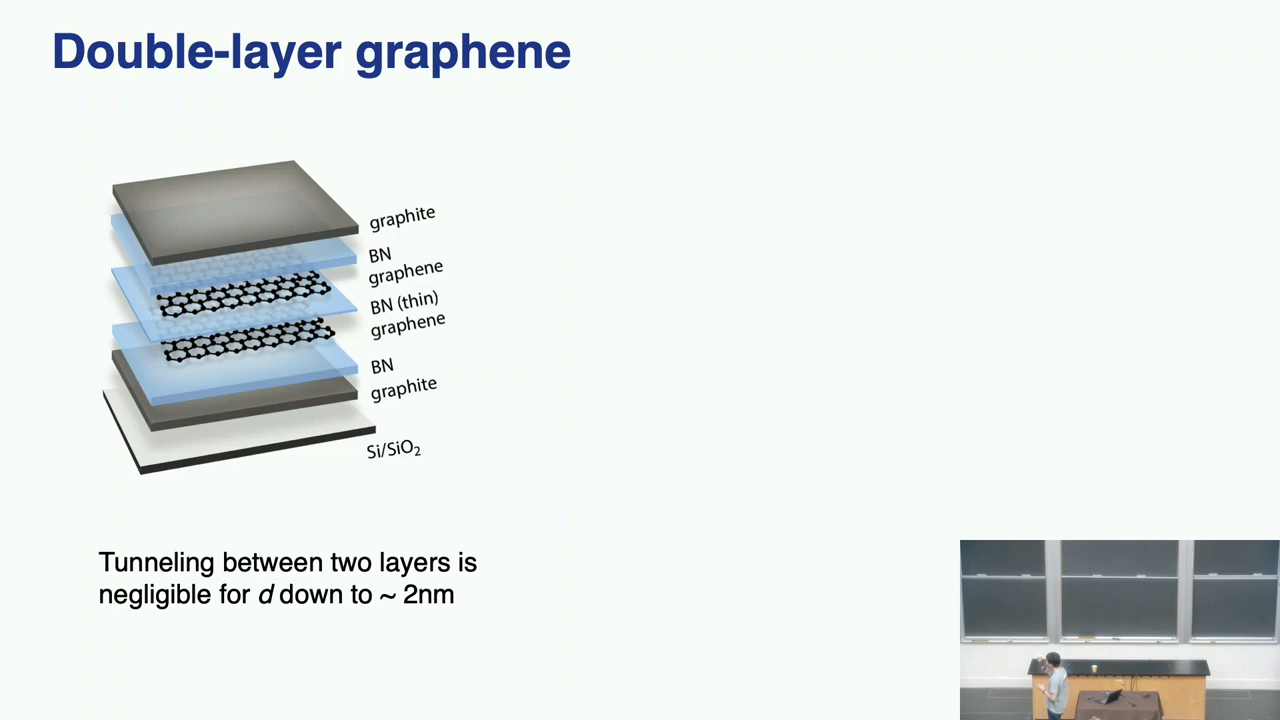 Double-layer graphene
graphite
BN
graphene
BN (thin)
graphene
BN
graphite
Si/SiO₂
Tunneling between two layers is
negligible for d down to ~ 2nm